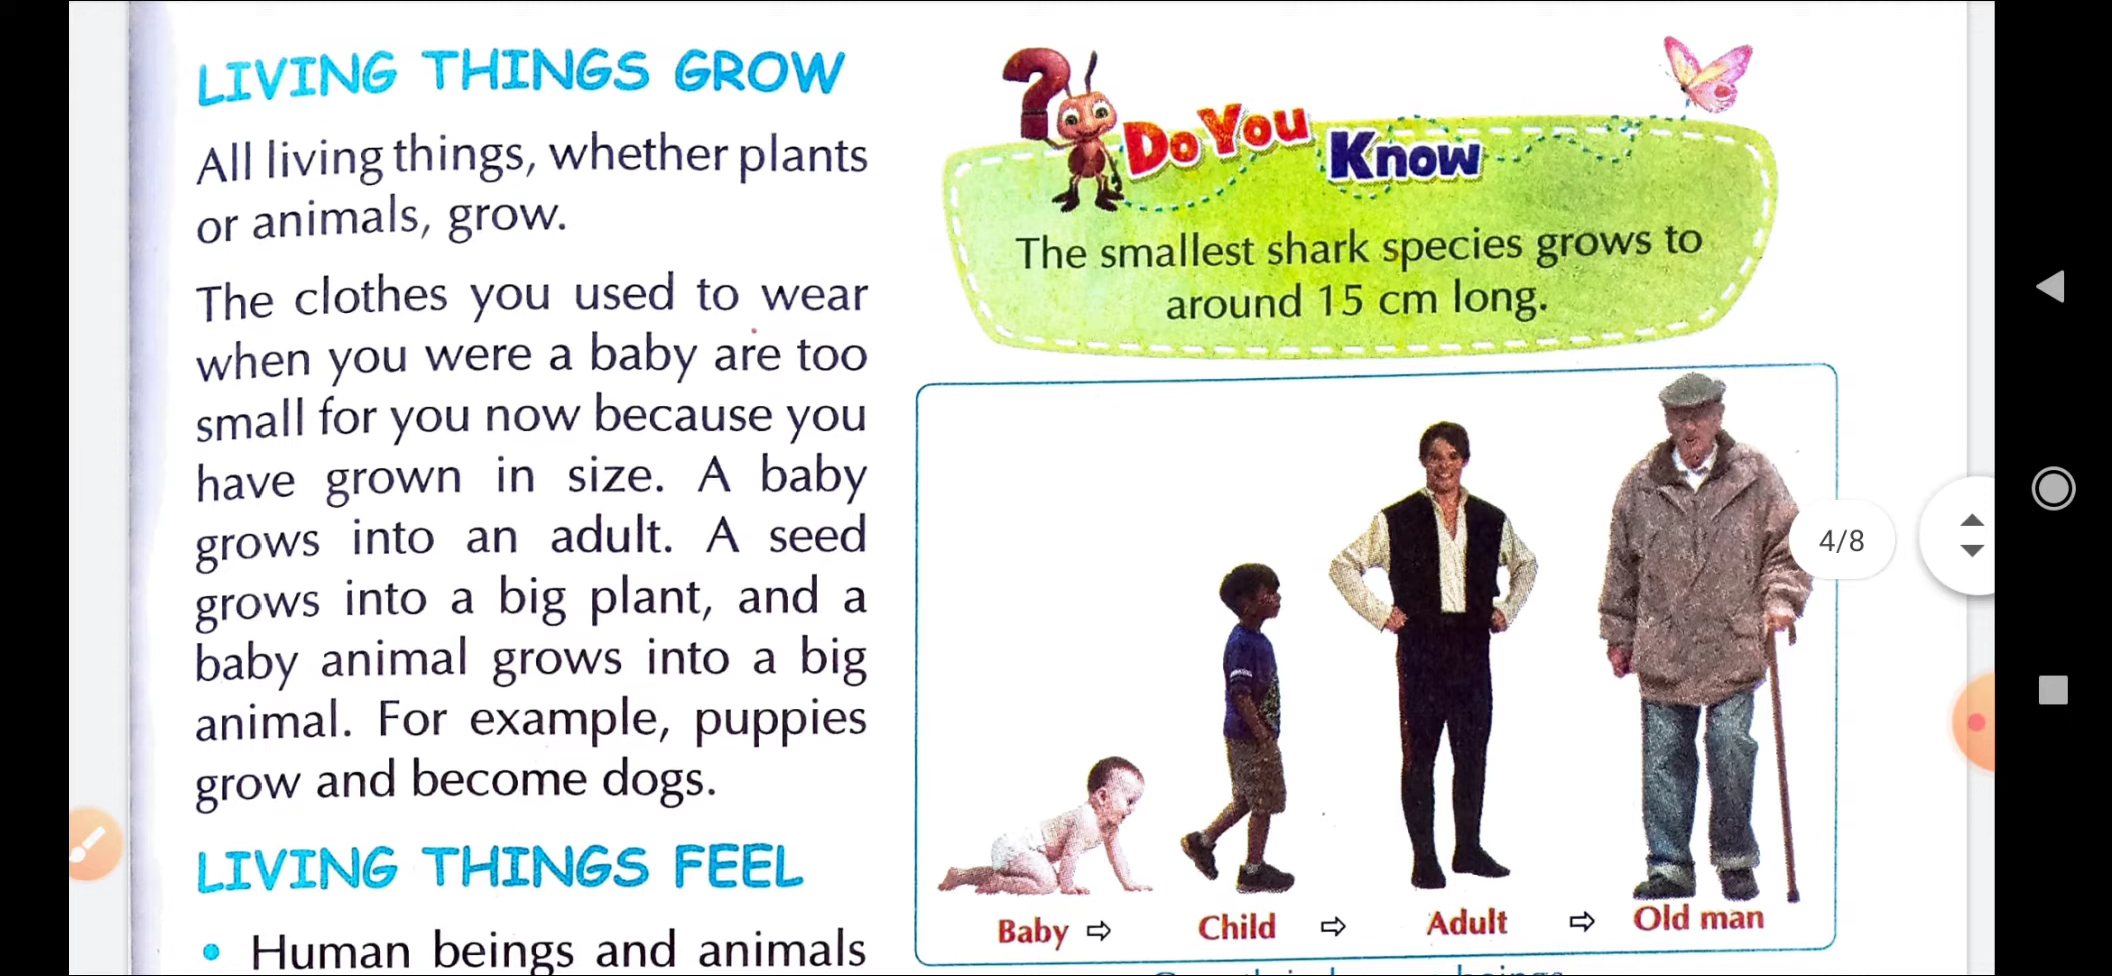 LIVING THINGS GROW
All living things, whether plants
or animals, grow.
The clothes you used to wear
when you were a baby are too
small for you now because you
have grown in size. A baby
grows into an adult. A seed
grows into a big plant, and a
baby animal grows into a big
animal. For example, puppies
grow and become dogs.
LIVING THINGS FEEL
• Human beings and animals
? Do You Know
The smallest shark species grows to
around 15 cm long.
Baby ⇨ Child ⇨ Adult ⇨ Old man
4/8